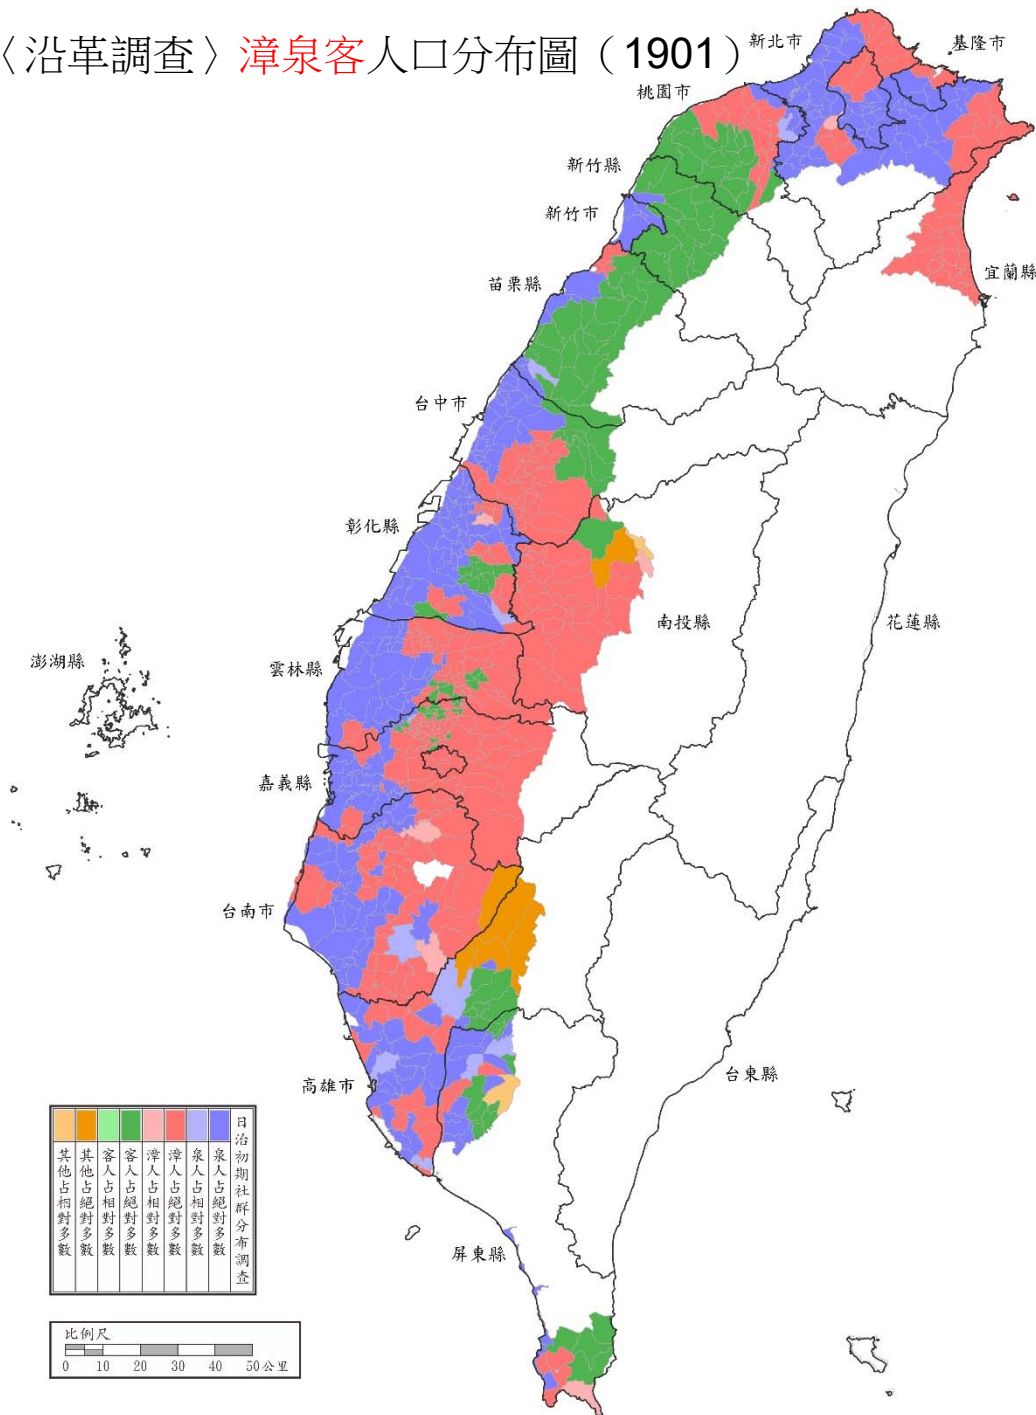 〈沿革調查〉漳泉客人口分布圖（1901）
新北市
基隆市
桃園市
新竹縣
新竹市
宜蘭縣
苗栗縣
台中市
彰化縣
南投縣
花蓮縣
澎湖縣
雲林縣
嘉義縣
台南市
台東縣
高雄市
屏東縣
日治初期社群分布調查
泉人占絕對多數
泉人占相對多數
漳人占絕對多數
漳人占相對多數
客人占絕對多數
客人占相對多數
其他占絕對多數
其他占相對多數
比例尺
0 10 20 30 40 50公里